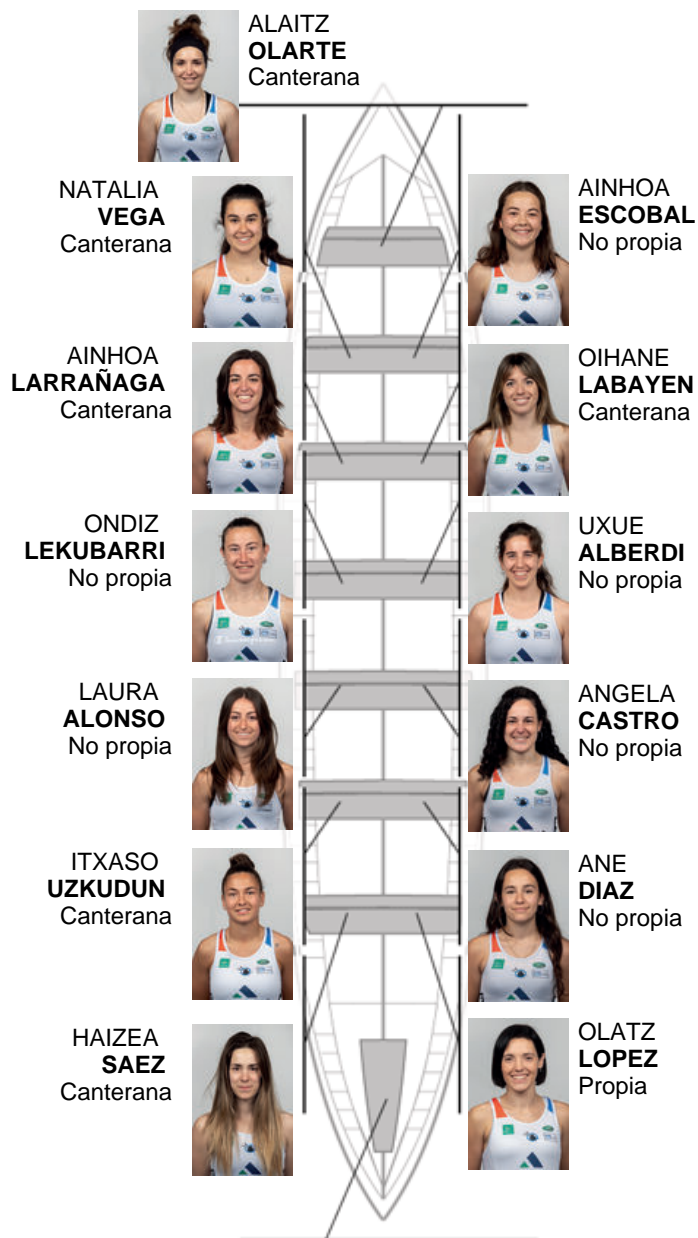 ALAITZ
OLARTE
Canterana
NATALIA
VEGA
Canterana
AINHOA
ESCOBAL
No propia
AINHOA
LARRAÑAGA
Canterana
OIHANE
LABAYEN
Canterana
ONDIZ
LEKUBARRI
No propia
UXUE
ALBERDI
No propia
LAURA
ALONSO
No propia
ANGELA
CASTRO
No propia
ITXASO
UZKUDUN
Canterana
ANE
DIAZ
No propia
HAIZEA
SAEZ
Canterana
OLATZ
LOPEZ
Propia